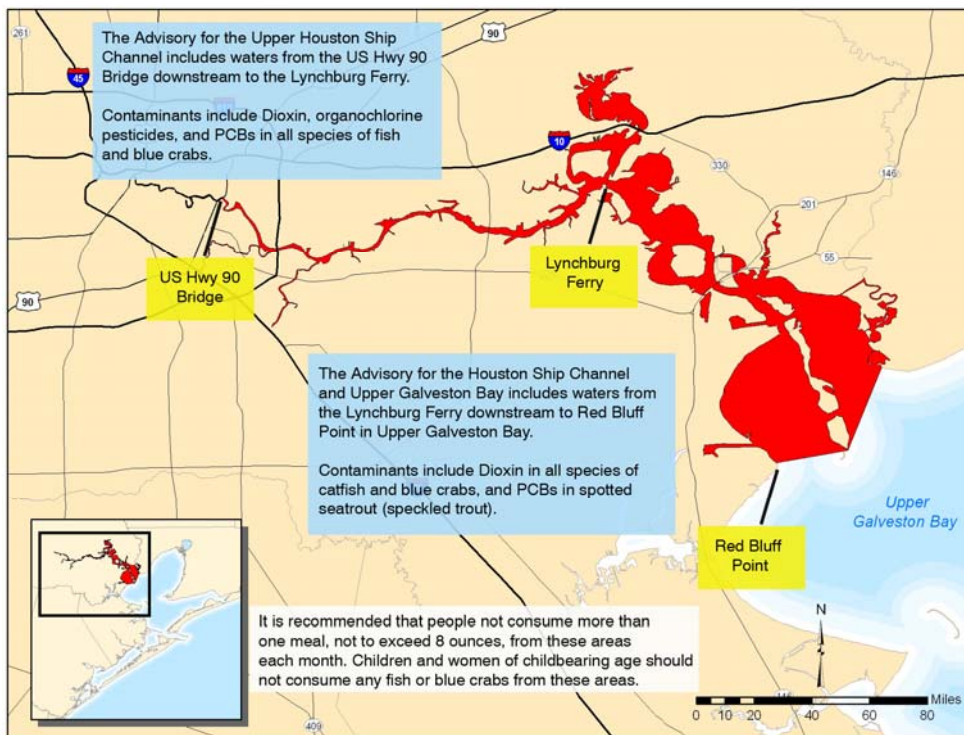 261
45
90
The Advisory for the Upper Houston Ship
Channel includes waters from the US Hwy 90
Bridge downstream to the Lynchburg Ferry.
Contaminants include Dioxin, organochlorine
pesticides, and PCBs in all species of fish
and blue crabs.
10
330
146
201
55
US Hwy 90
Bridge
90
Lynchburg
Ferry
The Advisory for the Houston Ship Channel
and Upper Galveston Bay includes waters from
the Lynchburg Ferry downstream to Red Bluff
Point in Upper Galveston Bay.
Contaminants include Dioxin in all species of
catfish and blue crabs, and PCBs in spotted
seatrout (speckled trout).
Upper
Galveston Bay
Red Bluff
Point
It is recommended that people not consume more than
one meal, not to exceed 8 ounces, from these areas
each month. Children and women of childbearing age should
not consume any fish or blue crabs from these areas.
N
146
Miles
0 5 10 20 40 60 80
409